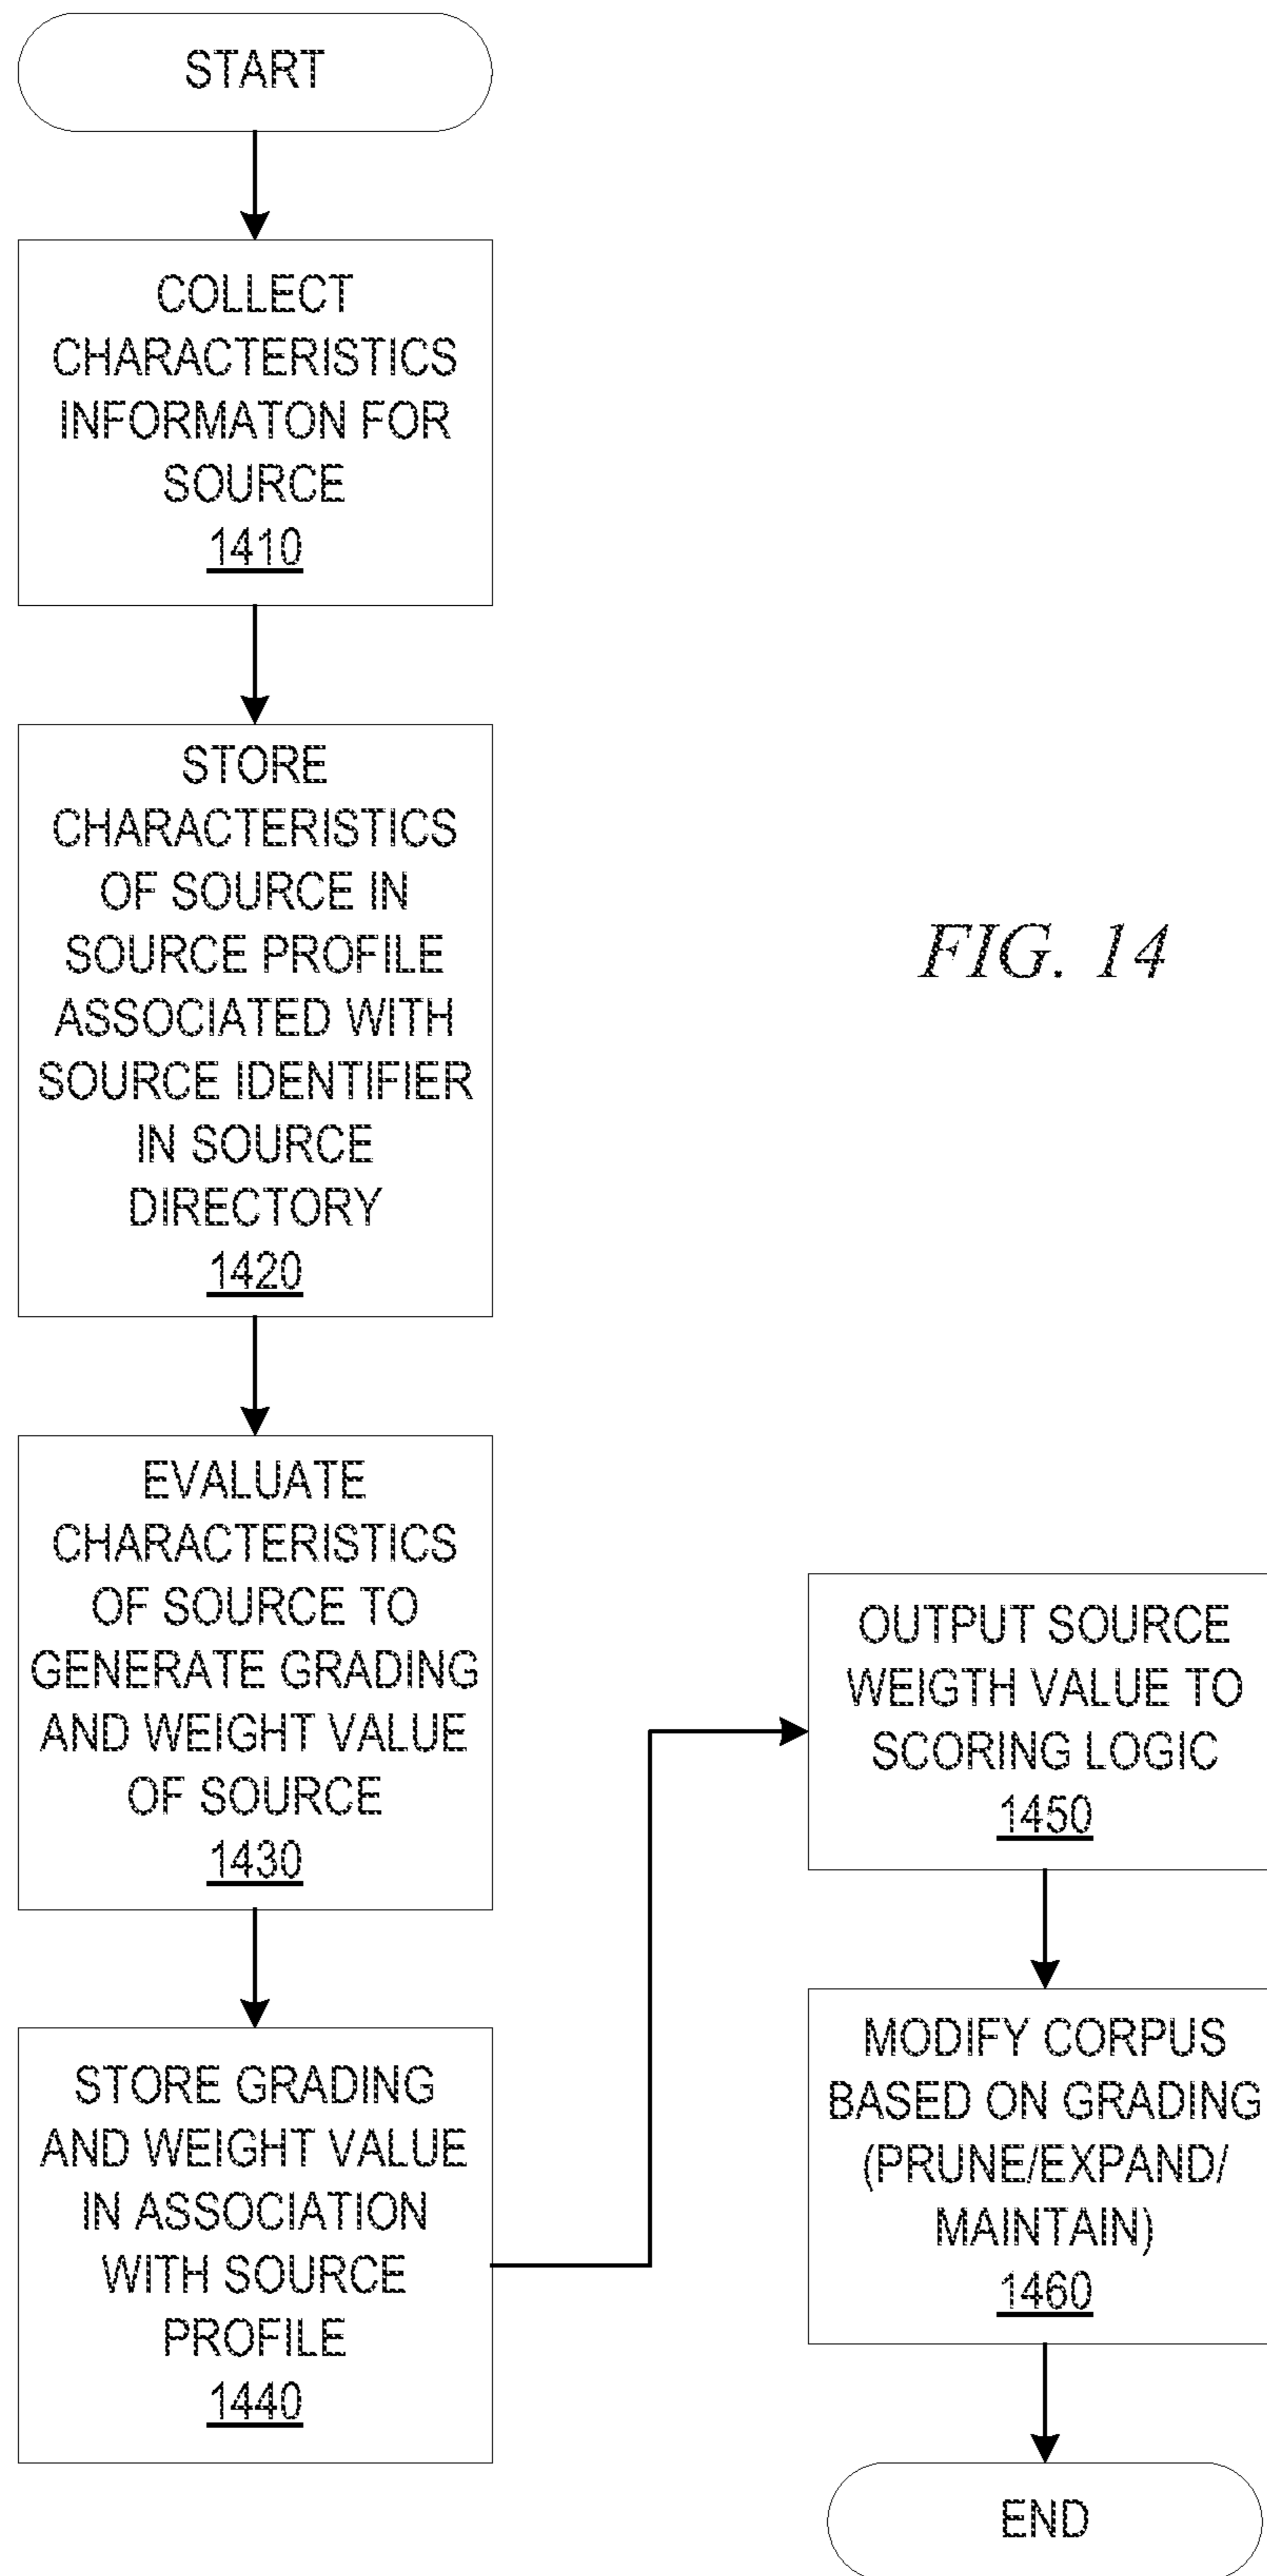 START
COLLECT
CHARACTERISTICS
INFORMATON FOR
SOURCE
1410
STORE
CHARACTERISTICS
OF SOURCE IN
SOURCE PROFILE
ASSOCIATED WITH
SOURCE IDENTIFIER
IN SOURCE
DIRECTORY
1420
EVALUATE
CHARACTERISTICS
OF SOURCE TO
GENERATE GRADING
AND WEIGHT VALUE
OF SOURCE
1430
STORE GRADING
AND WEIGHT VALUE
IN ASSOCIATION
WITH SOURCE
PROFILE
1440
OUTPUT SOURCE
WEIGTH VALUE TO
SCORING LOGIC
1450
MODIFY CORPUS
BASED ON GRADING
(PRUNE/EXPAND/
MAINTAIN)
1460
END
FIG. 14